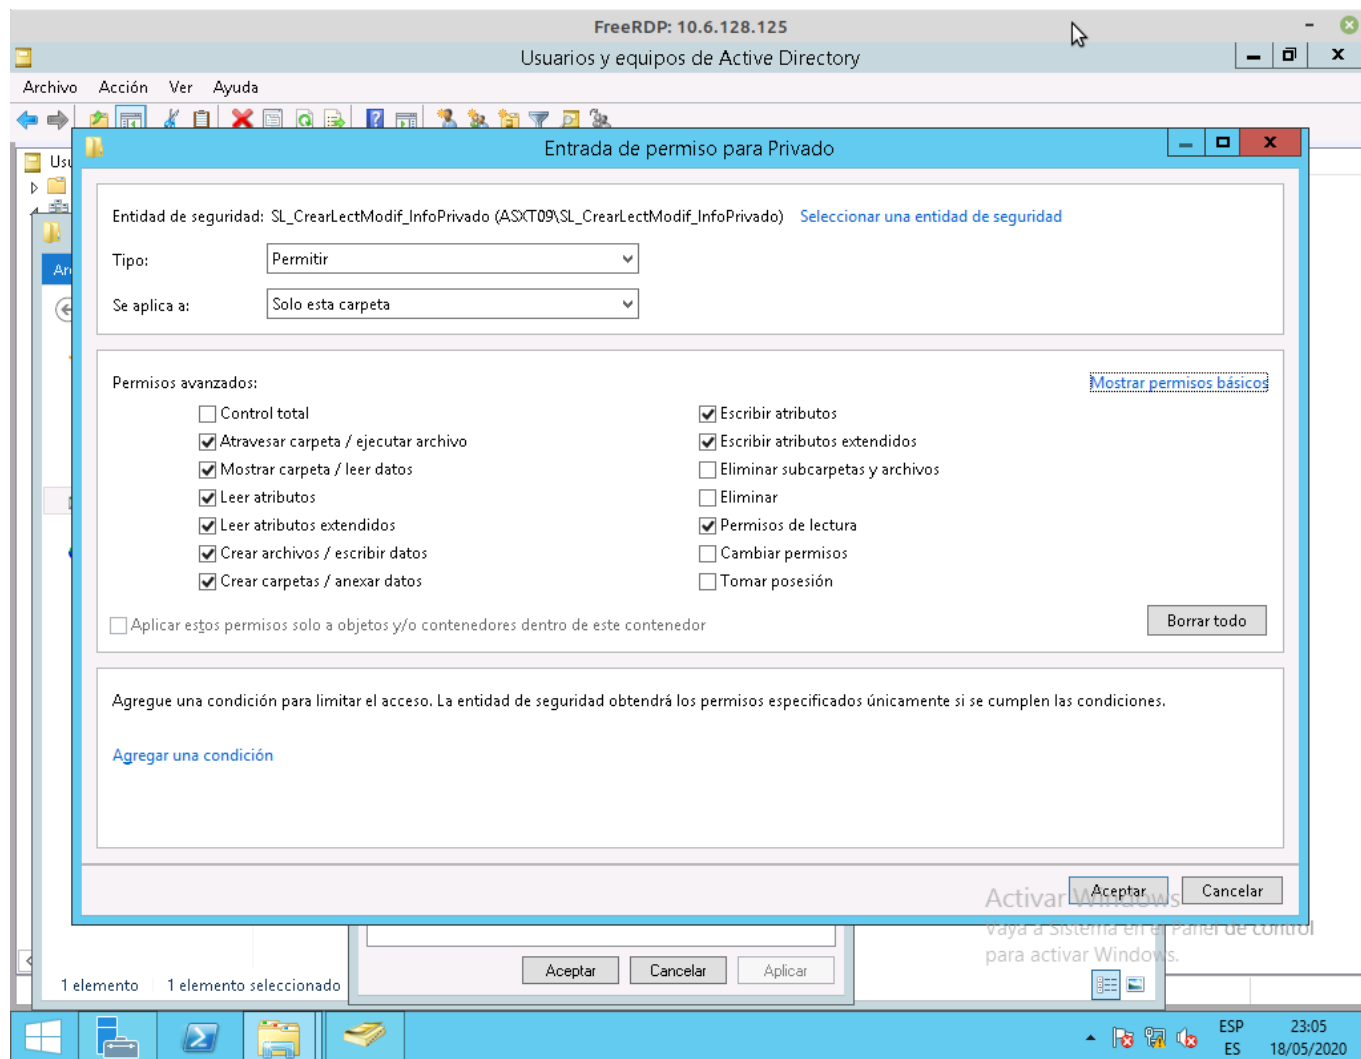 FreeRDP: 10.6.128.125
Usuarios y equipos de Active Directory
Archivo Acción Ver Ayuda
Entrada de permiso para Privado
Entidad de seguridad: SL_CrearLectModif_InfoPrivado (ASXT09\SL_CrearLectModif_InfoPrivado) Seleccionar una entidad de seguridad
Tipo: Permitir
Se aplica a: Solo esta carpeta
Permisos avanzados: Mostrar permisos básicos
Control total Escribir atributos
Atravesar carpeta / ejecutar archivo Escribir atributos extendidos
Mostrar carpeta / leer datos Eliminar subcarpetas y archivos
Leer atributos Eliminar
Leer atributos extendidos Permisos de lectura
Crear archivos / escribir datos Cambiar permisos
Crear carpetas / anexar datos Tomar posesión
Aplicar estos permisos solo a objetos y/o contenedores dentro de este contenedor Borrar todo
Agregue una condición para limitar el acceso. La entidad de seguridad obtendrá los permisos especificados únicamente si se cumplen las condiciones.
Agregar una condición
Aceptar Cancelar
Activar Windows
Vaya a Sistema en el Panel de control
para activar Windows.
Aceptar Cancelar Aplicar
1 elemento 1 elemento seleccionado
ESP 23:05
ES 18/05/2020